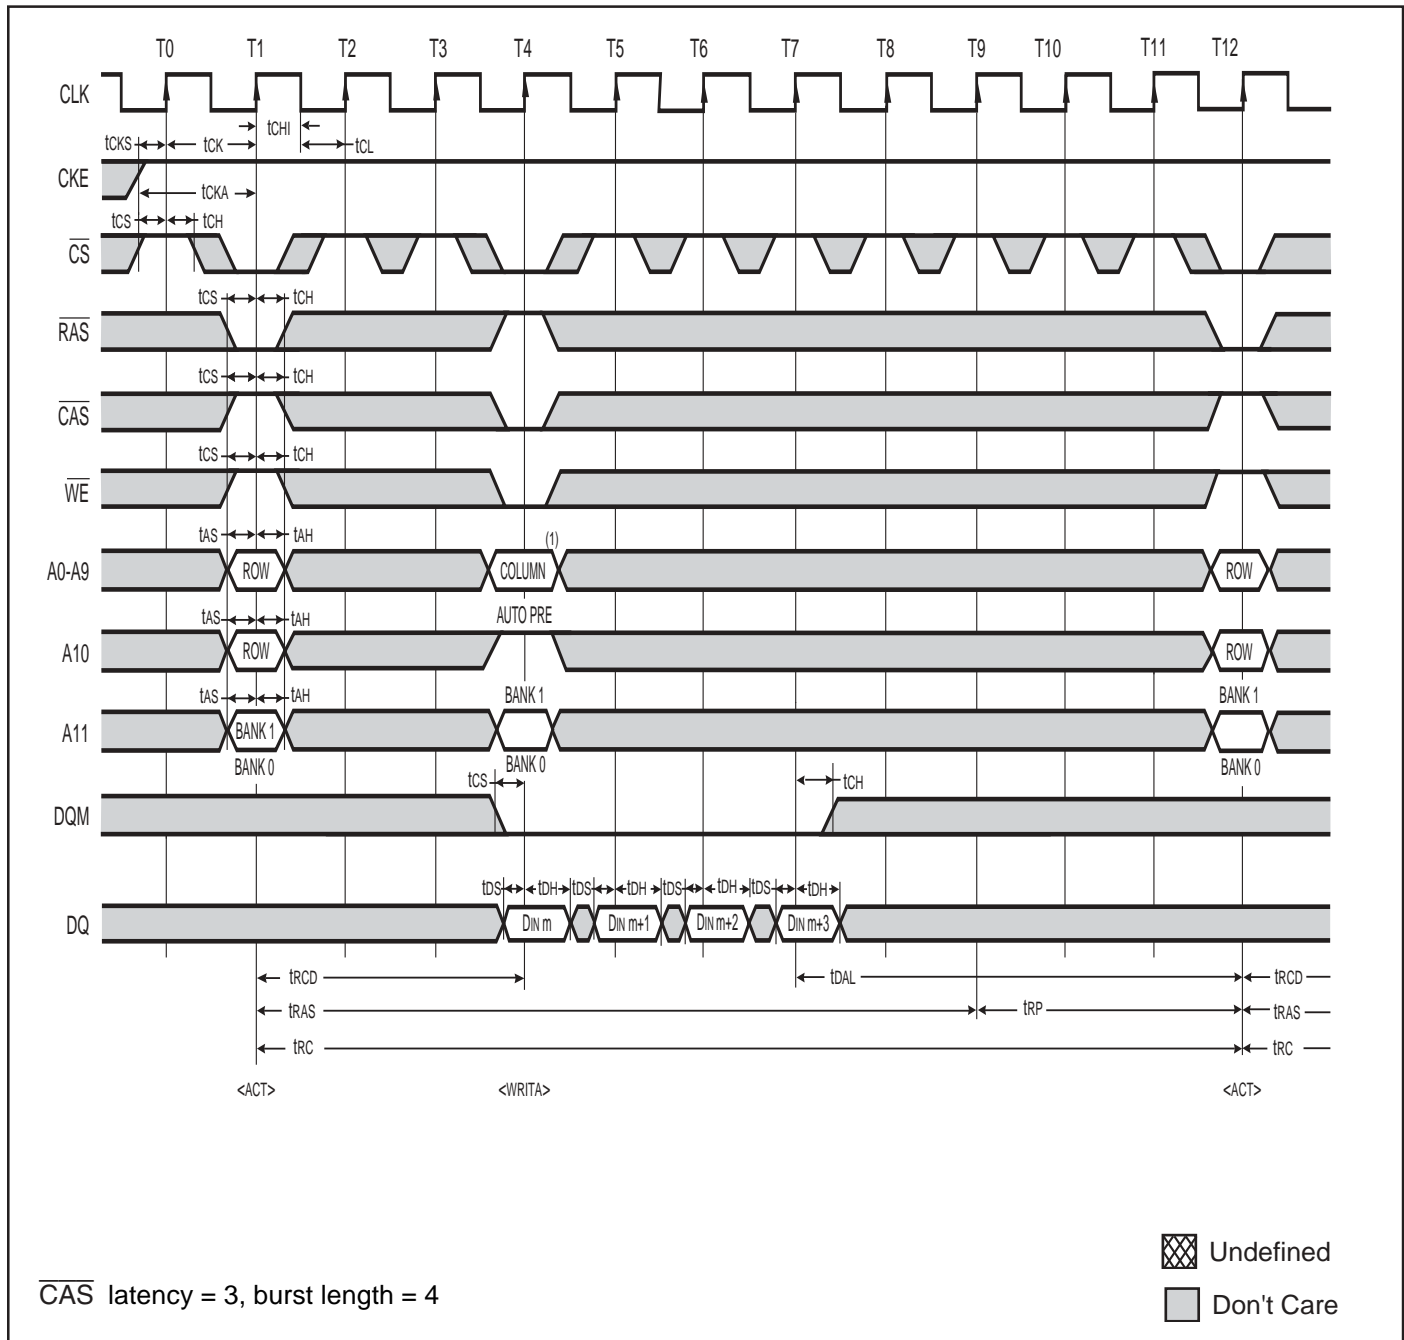 T0 T1 T2 T3 T4 T5 T6 T7 T8 T9 T10 T11 T12
CLK
tCHI
tCKS tCK tCL
CKE
tCKA
tCS tCH
CS
tCS tCH
RAS
tCS tCH
CAS
tCS tCH
WE
tAS tAH (1)
A0-A9 ROW COLUMN ROW
tAS tAH AUTO PRE
A10 ROW ROW
tAS tAH BANK 1 BANK 1
A11 BANK 1
BANK 0 BANK 0 BANK 0
tCS tCH
DQM
tDS tDH tDS tDH tDS tDH tDS tDH
DQ DIN m DIN m+1 DIN m+2 DIN m+3
tRCD tDAL tRCD
tRAS tRP tRAS
tRC tRC
<ACT> <WRITA> <ACT>
Undefined
CAS latency = 3, burst length = 4
Don't Care